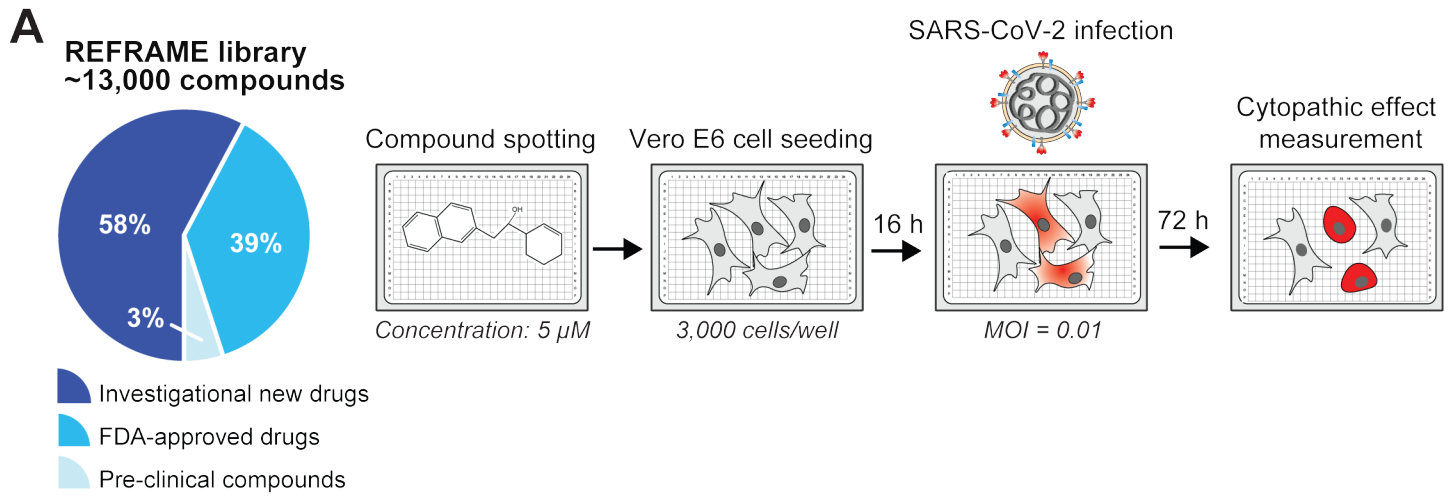 A
REFRAME library
~13,000 compounds
58%
39%
3%
Investigational new drugs
FDA-approved drugs
Pre-clinical compounds
Compound spotting
OH
Concentration: 5 µM
Vero E6 cell seeding
3,000 cells/well
16 h
SARS-CoV-2 infection
MOI = 0.01
72 h
Cytopathic effect
measurement